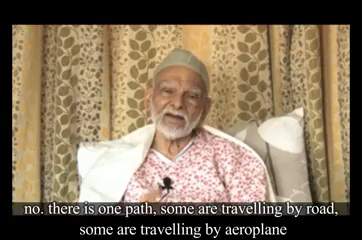 no. there is one path, some are travelling by road,
some are travelling by aeroplane